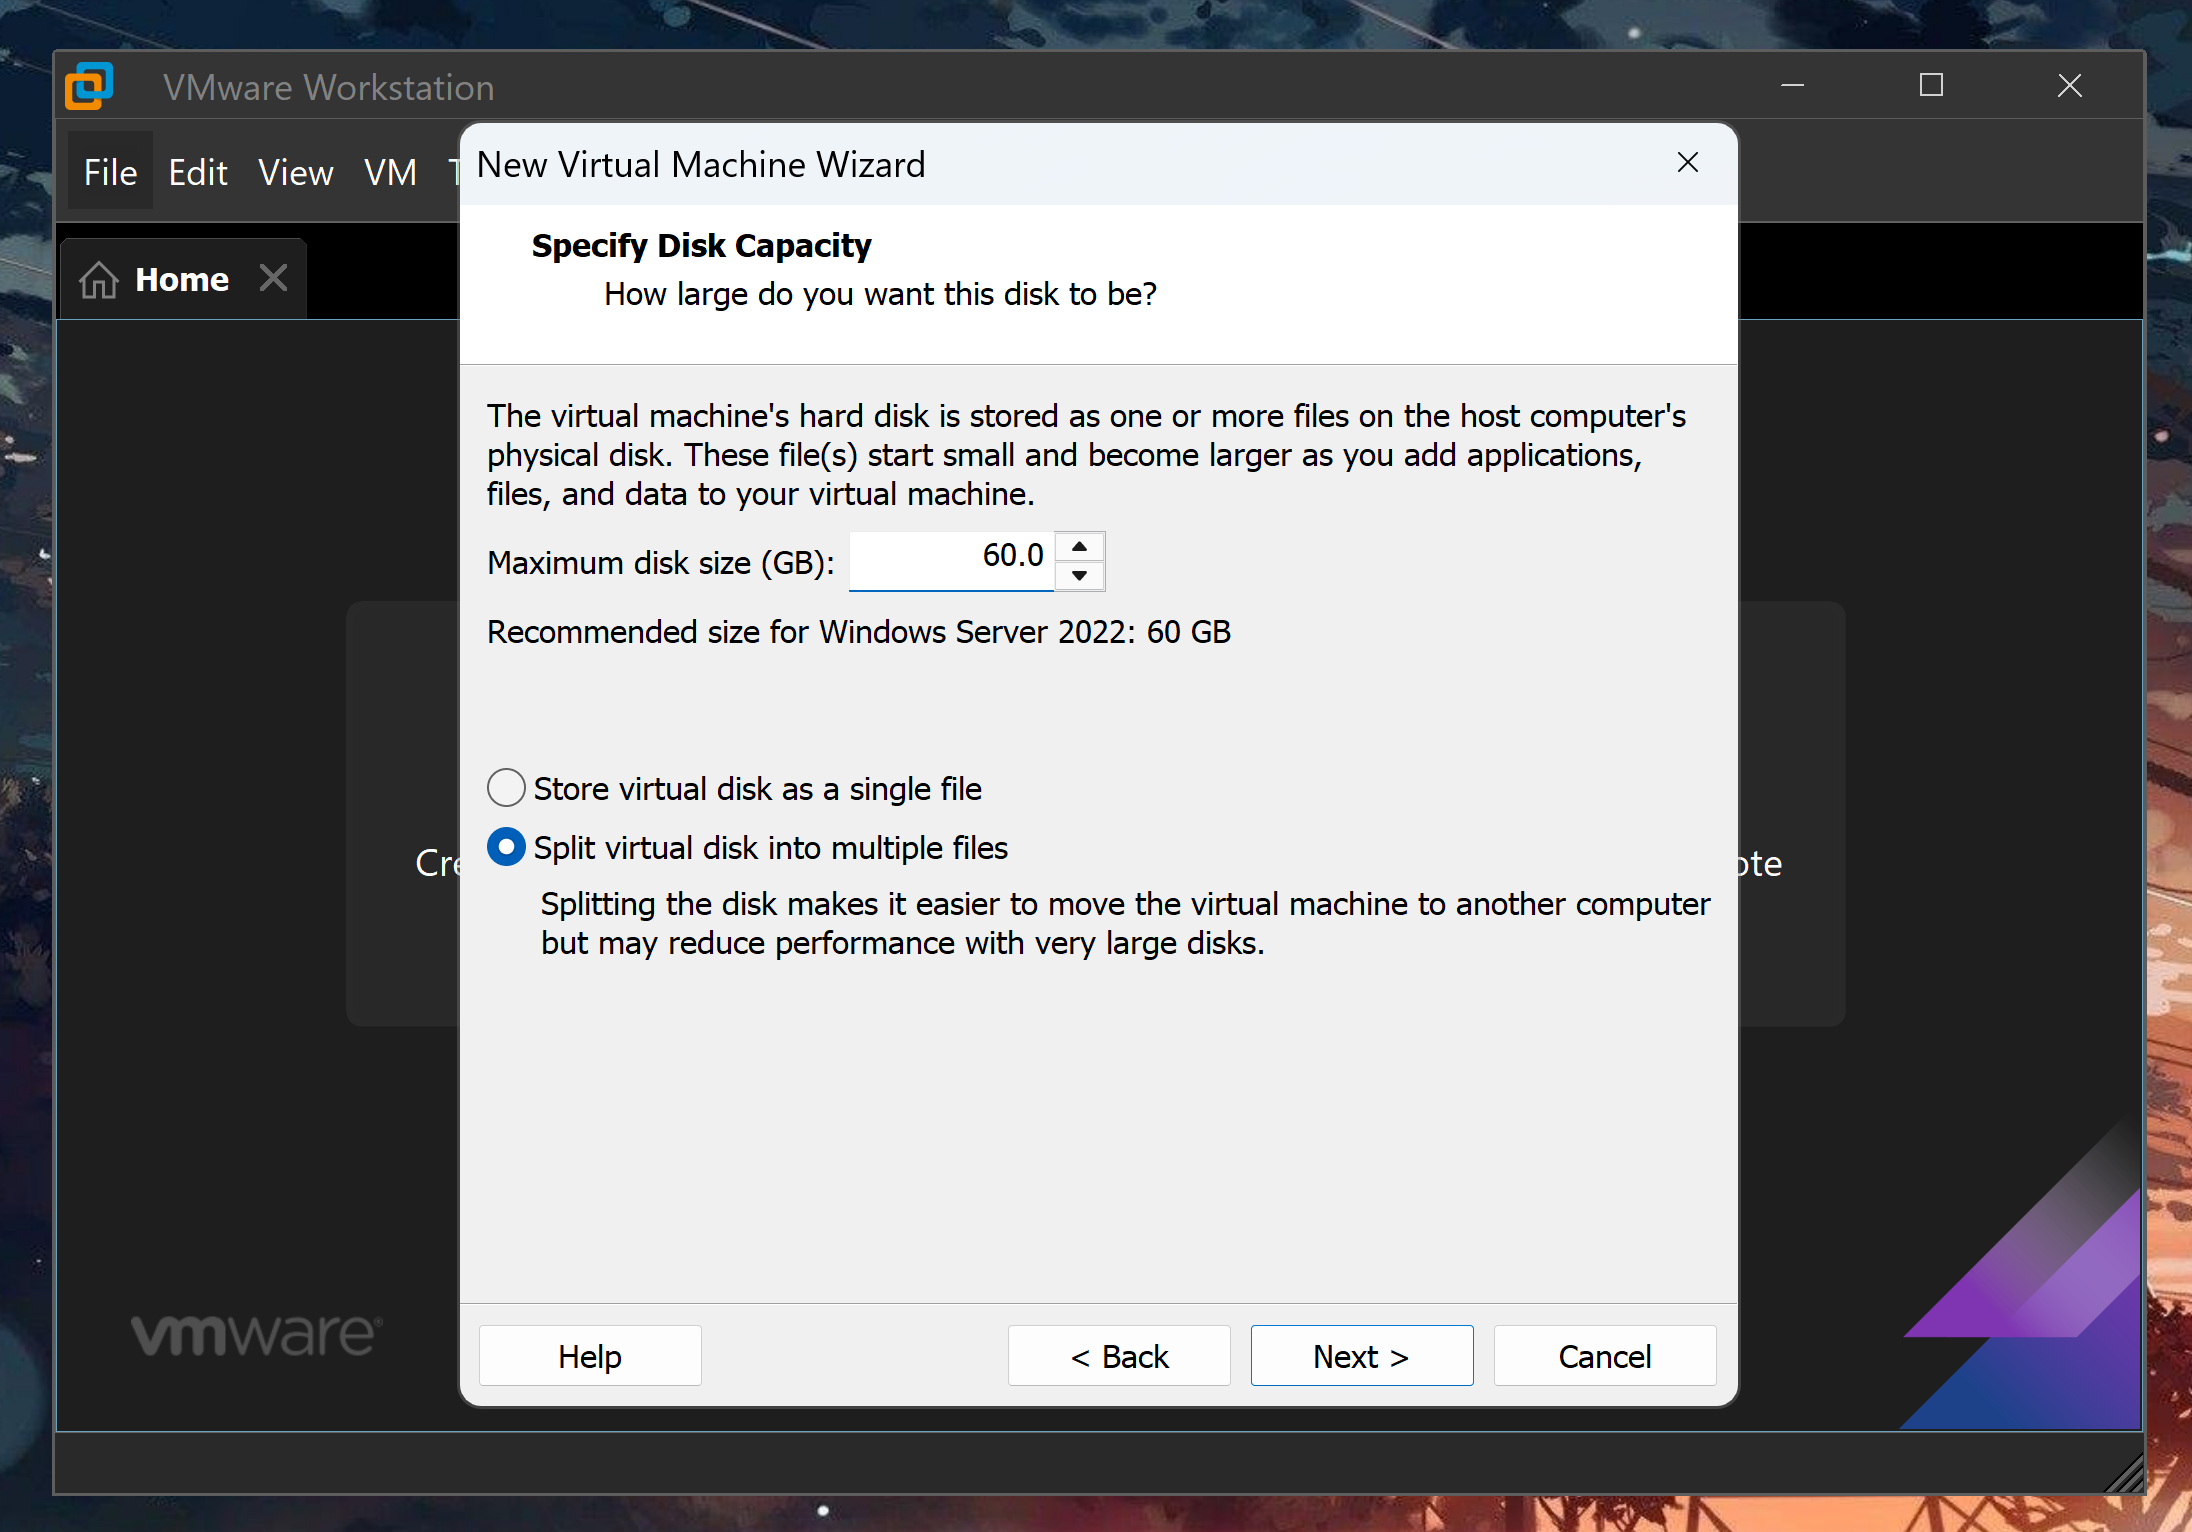 VMware Workstation
File Edit View VM
New Virtual Machine Wizard
Home
Specify Disk Capacity
How large do you want this disk to be?
The virtual machine's hard disk is stored as one or more files on the host computer's
physical disk. These file(s) start small and become larger as you add applications,
files, and data to your virtual machine.
Maximum disk size (GB): 60.0
Recommended size for Windows Server 2022: 60 GB
Store virtual disk as a single file
Split virtual disk into multiple files
Splitting the disk makes it easier to move the virtual machine to another computer
but may reduce performance with very large disks.
vmware®
Help < Back Next > Cancel